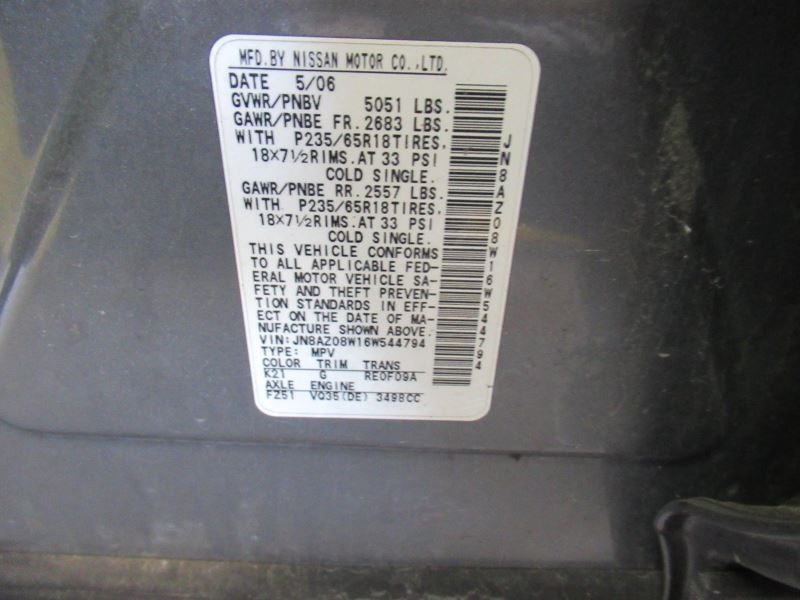 MFD.BY NISSAN MOTOR CO.,LTD.
DATE 5/06
GVWR/PNBV 5051 LBS.
GAWR/PNBE FR. 2683 LBS.
WITH P235/65R18TIRES,
18×7½RIMS.AT 33 PSI
COLD SINGLE.
GAWR/PNBE RR. 2557 LBS.
WITH P235/65R18TIRES,
18×7½RIMS.AT 33 PSI
COLD SINGLE.
THIS VEHICLE CONFORMS
TO ALL APPLICABLE FED-
ERAL MOTOR VEHICLE SA-
FETY AND THEFT PREVEN-
TION STANDARDS IN EFF-
ECT ON THE DATE OF MA-
NUFACTURE SHOWN ABOVE.
VIN:JN8AZ08W16W544794
TYPE: MPV
COLOR TRIM TRANS
K21 G RE0F09A
AXLE ENGINE
FZ51 VQ35(DE) 3498CC
JN8AZ08W16W544794